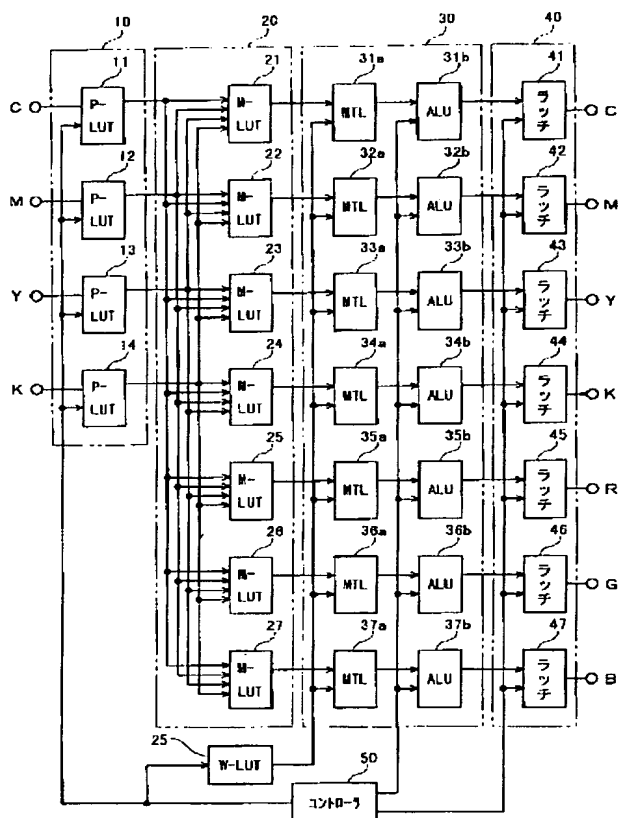 10 20 30 40
11 21 31a 31b 41
C P-LUT M-LUT MTL ALU ラッチ C
12 22 32a 32b 42
M P-LUT M-LUT MTL ALU ラッチ M
13 23 33a 33b 43
Y P-LUT M-LUT MTL ALU ラッチ Y
14 24 34a 34b 44
K P-LUT M-LUT MTL ALU ラッチ K
25 35a 35b 45
M-LUT MTL ALU ラッチ R
26 36a 36b 46
M-LUT MTL ALU ラッチ G
27 37a 37b 47
M-LUT MTL ALU ラッチ B
25 W-LUT 50
コントローラ